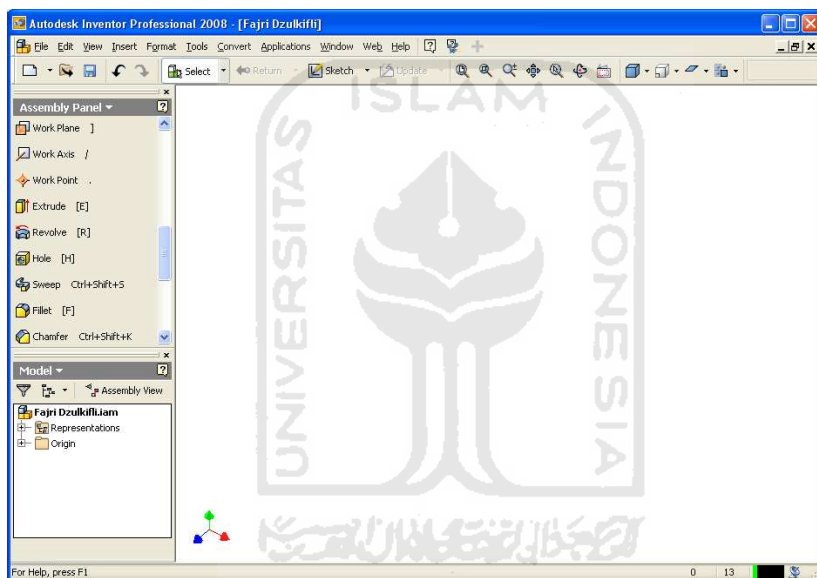 Autodesk Inventor Professional 2008 - [Fajri Dzulkifli]
File Edit View Insert Format Tools Convert Applications Window Web Help
Select Return Sketch Update
Assembly Panel
Work Plane ]
Work Axis /
Work Point .
Extrude [E]
Revolve [R]
Hole [H]
Sweep Ctrl+Shift+S
Fillet [F]
Chamfer Ctrl+Shift+K
Model
Assembly View
Fajri Dzulkifli.iam
Representations
Origin
UNIVERSITAS
ISLAM
INDONESIA
For Help, press F1
0 13